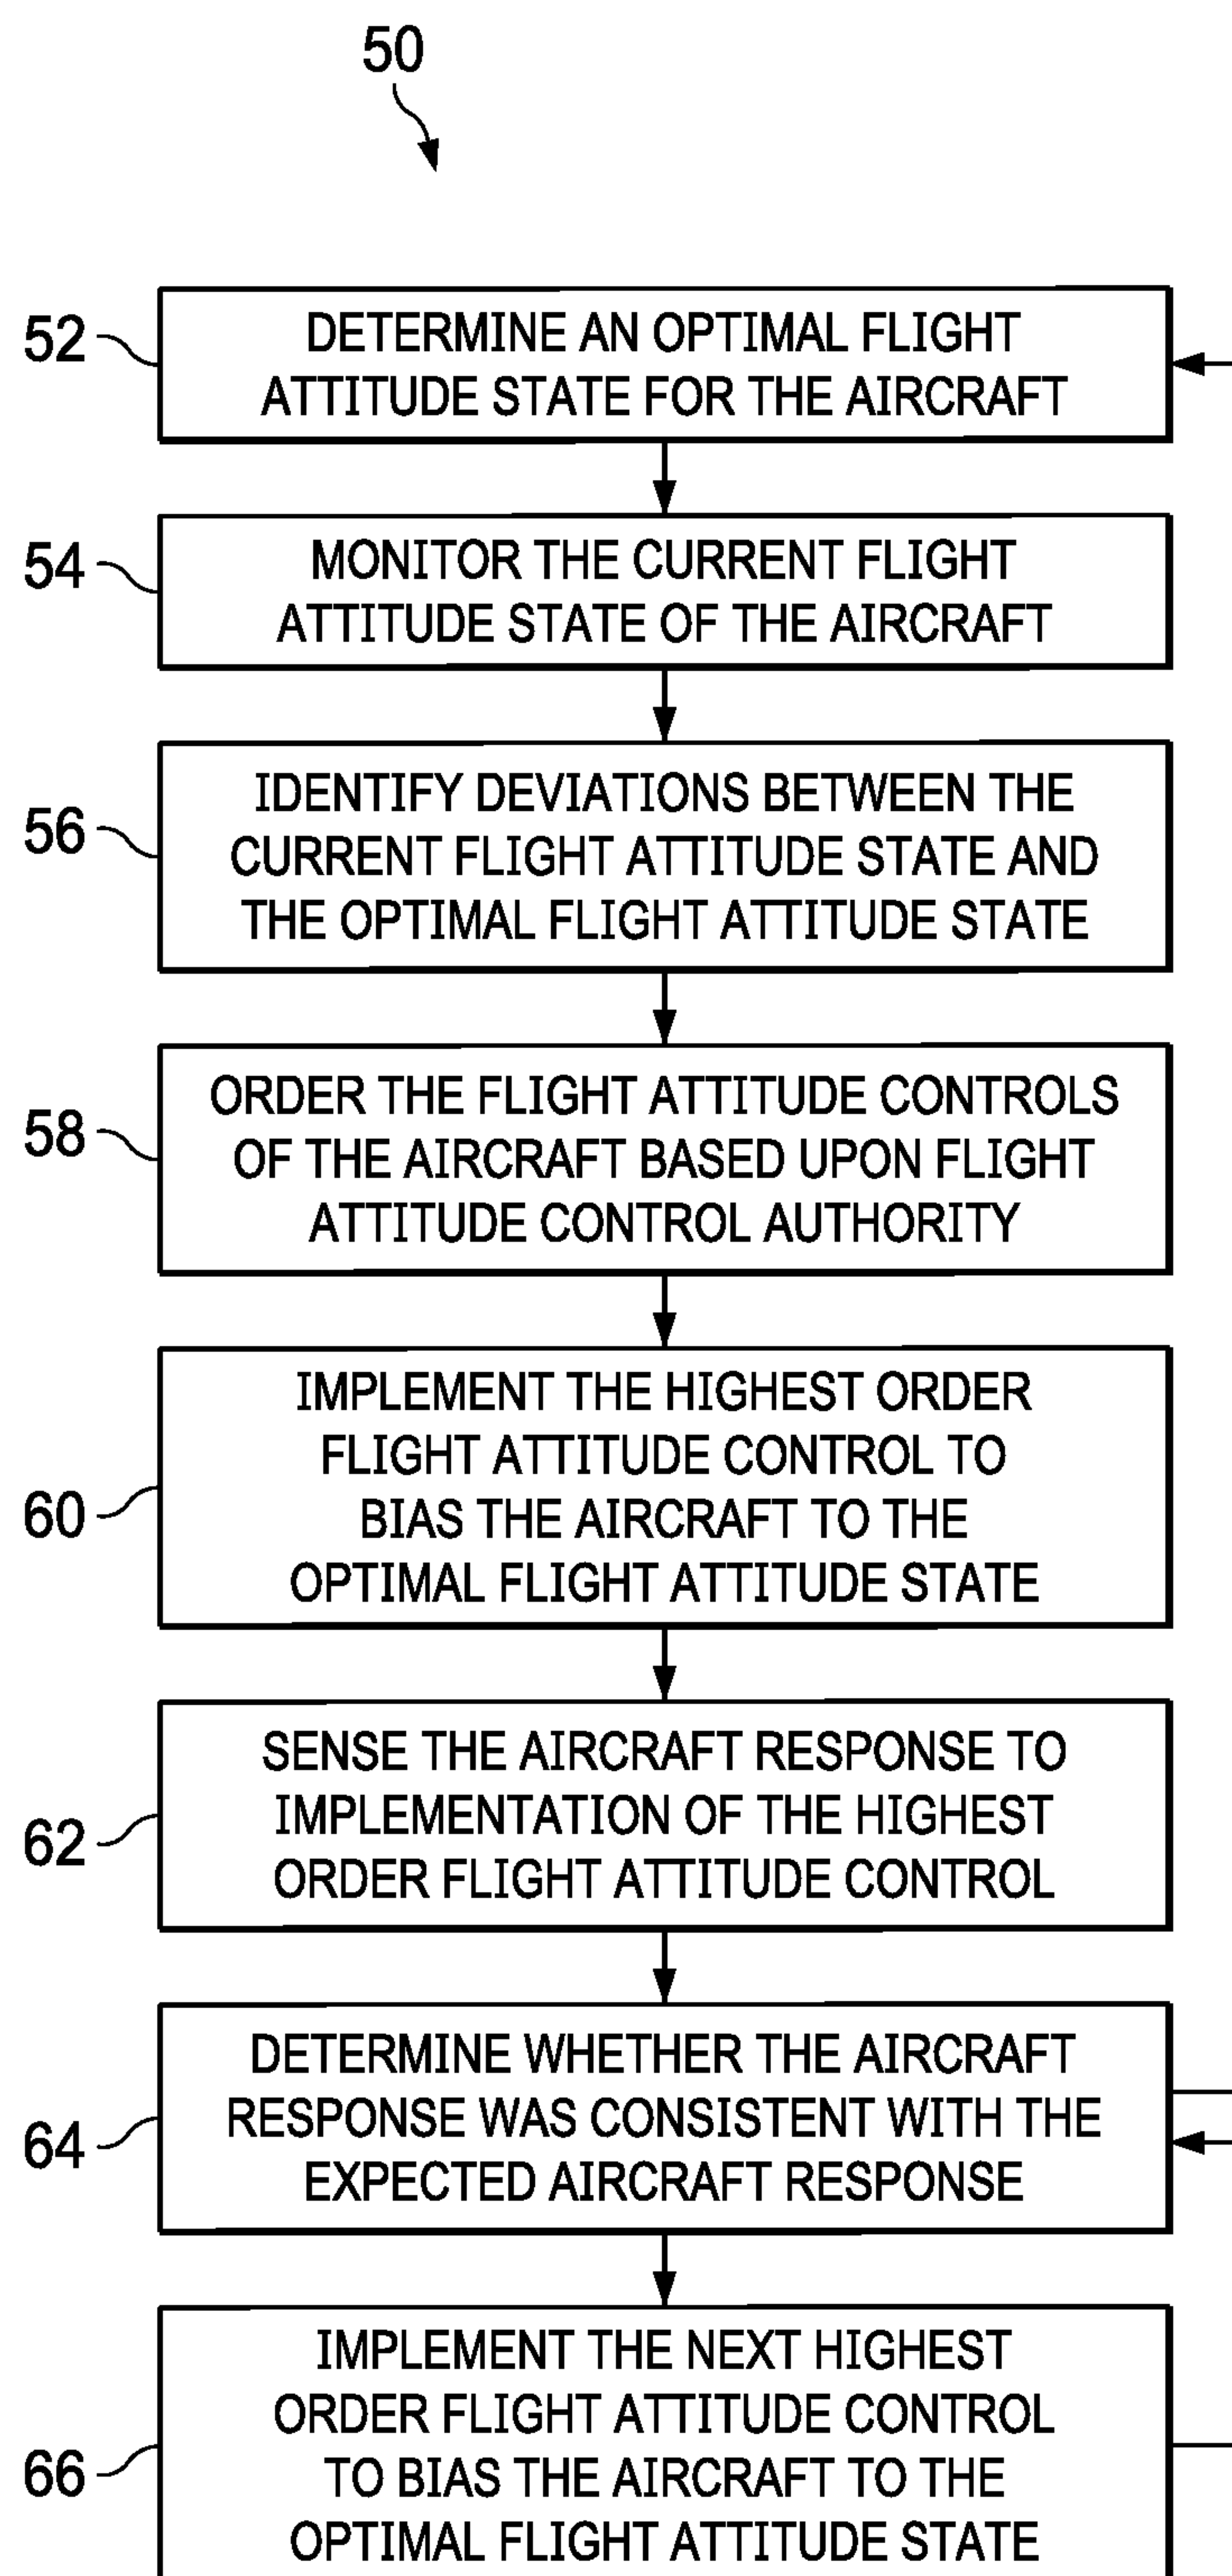 50
52
DETERMINE AN OPTIMAL FLIGHT
ATTITUDE STATE FOR THE AIRCRAFT
54
MONITOR THE CURRENT FLIGHT
ATTITUDE STATE OF THE AIRCRAFT
56
IDENTIFY DEVIATIONS BETWEEN THE
CURRENT FLIGHT ATTITUDE STATE AND
THE OPTIMAL FLIGHT ATTITUDE STATE
58
ORDER THE FLIGHT ATTITUDE CONTROLS
OF THE AIRCRAFT BASED UPON FLIGHT
ATTITUDE CONTROL AUTHORITY
60
IMPLEMENT THE HIGHEST ORDER
FLIGHT ATTITUDE CONTROL TO
BIAS THE AIRCRAFT TO THE
OPTIMAL FLIGHT ATTITUDE STATE
62
SENSE THE AIRCRAFT RESPONSE TO
IMPLEMENTATION OF THE HIGHEST
ORDER FLIGHT ATTITUDE CONTROL
64
DETERMINE WHETHER THE AIRCRAFT
RESPONSE WAS CONSISTENT WITH THE
EXPECTED AIRCRAFT RESPONSE
66
IMPLEMENT THE NEXT HIGHEST
ORDER FLIGHT ATTITUDE CONTROL
TO BIAS THE AIRCRAFT TO THE
OPTIMAL FLIGHT ATTITUDE STATE